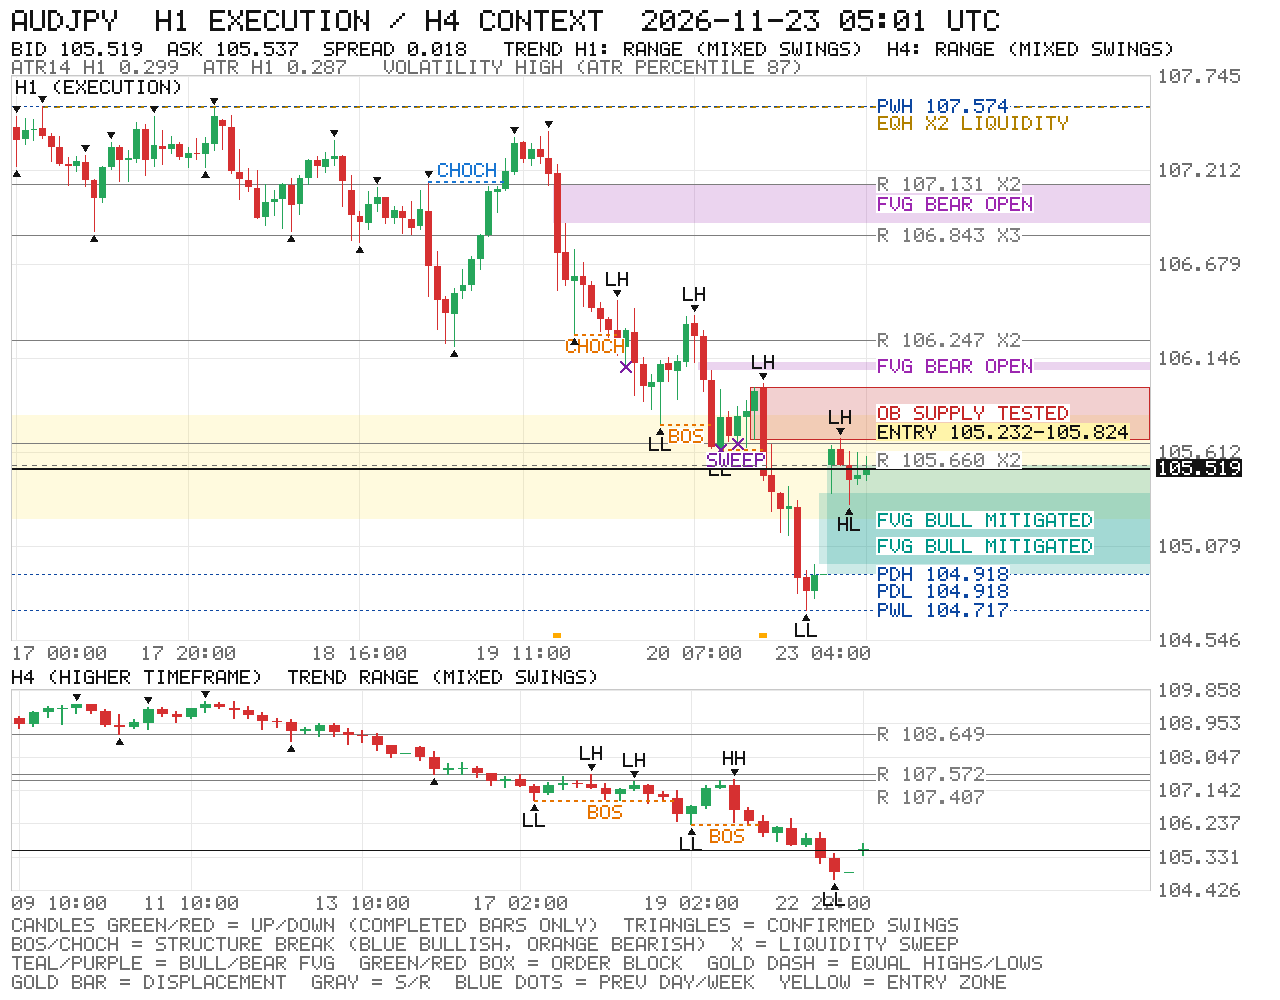 AUDJPY  H1 EXECUTION / H4 CONTEXT  2026-11-23 05:01 UTC
BID 105.519  ASK 105.537  SPREAD 0.018   TREND H1: RANGE (MIXED SWINGS)  H4: RANGE (MIXED SWINGS)
ATR14 H1 0.299  ATR H1 0.287   VOLATILITY HIGH (ATR PERCENTILE 87)
107.745
H1 (EXECUTION)
PWH 107.574
EQH X2 LIQUIDITY
CHOCH
107.212
R 107.131 X2
FVG BEAR OPEN
R 106.843 X3
106.679
LH
LH
R 106.247 X2
CHOCH
106.146
LH
FVG BEAR OPEN
OB SUPPLY TESTED
LH
ENTRY 105.232-105.824
BOS
LL
105.612
R 105.660 X2
SWEEP
LL
105.519
HL
FVG BULL MITIGATED
FVG BULL MITIGATED
105.079
PDH 104.918
PDL 104.918
PWL 104.717
LL
104.546
17 00:00  17 20:00  18 16:00  19 11:00  20 07:00  23 04:00
H4 (HIGHER TIMEFRAME)  TREND RANGE (MIXED SWINGS)
109.858
108.953
R 108.649
108.047
LH
LH
HH
R 107.572
107.142
R 107.407
BOS
LL
106.237
BOS
LL
105.331
104.426
LL
09 10:00  11 10:00  13 10:00  17 02:00  19 02:00  22 22:00
CANDLES GREEN/RED = UP/DOWN (COMPLETED BARS ONLY)  TRIANGLES = CONFIRMED SWINGS
BOS/CHOCH = STRUCTURE BREAK (BLUE BULLISH, ORANGE BEARISH)  X = LIQUIDITY SWEEP
TEAL/PURPLE = BULL/BEAR FVG  GREEN/RED BOX = ORDER BLOCK  GOLD DASH = EQUAL HIGHS/LOWS
GOLD BAR = DISPLACEMENT  GRAY = S/R  BLUE DOTS = PREV DAY/WEEK  YELLOW = ENTRY ZONE